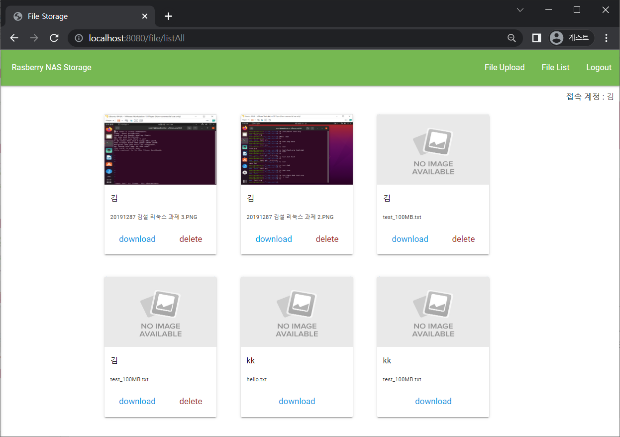 File Storage
localhost:8080/file/listAll
게스트
Rasberry NAS Storage
File Upload File List Logout
접속 계정 : 김
김
20191287 김설 리눅스 과제 3.PNG
download delete
김
20191287 김설 리눅스 과제 2.PNG
download delete
NO IMAGE
AVAILABLE
김
test_100MB.txt
download delete
NO IMAGE
AVAILABLE
김
test_100MB.txt
download delete
NO IMAGE
AVAILABLE
kk
hello.txt
download
NO IMAGE
AVAILABLE
kk
test_100MB.txt
download